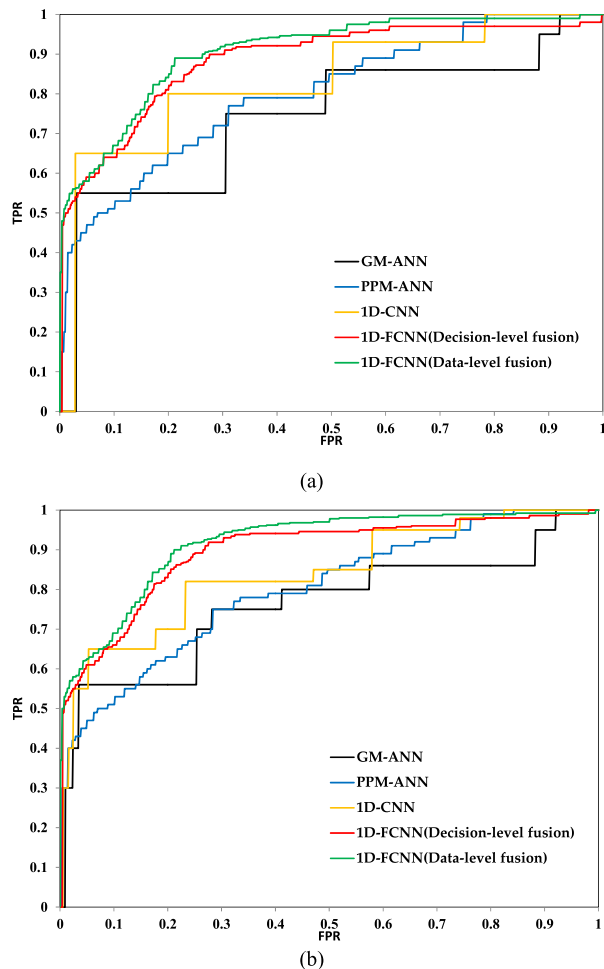 1
0.9
0.8
0.7
0.6
TPR
0.5
0.4
0.3
0.2
0.1
0
GM-ANN
PPM-ANN
1D-CNN
1D-FCNN(Decision-level fusion)
1D-FCNN(Data-level fusion)
0 0.1 0.2 0.3 0.4 0.5 0.6 0.7 0.8 0.9 1
FPR
(a)
1
0.9
0.8
0.7
0.6
TPR
0.5
0.4
0.3
0.2
0.1
0
GM-ANN
PPM-ANN
1D-CNN
1D-FCNN(Decision-level fusion)
1D-FCNN(Data-level fusion)
0 0.1 0.2 0.3 0.4 0.5 0.6 0.7 0.8 0.9 1
FPR
(b)